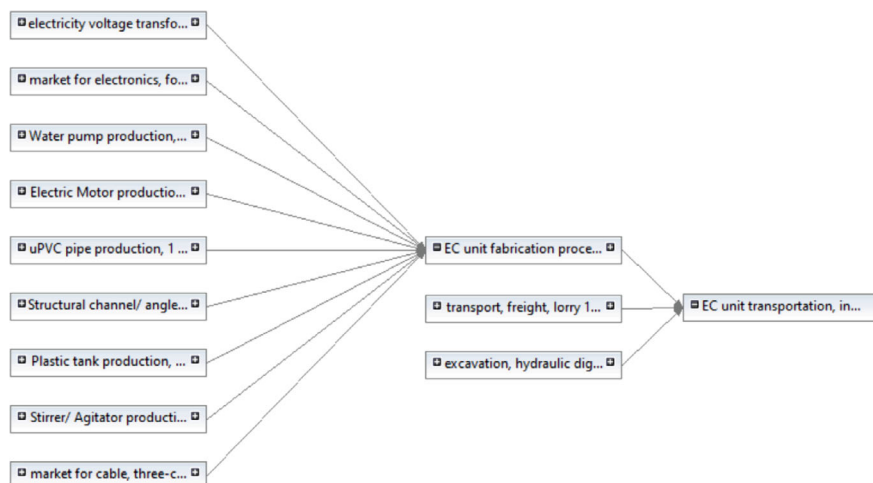 electricity voltage transfo...
market for electronics, fo...
Water pump production,...
Electric Motor productio...
uPVC pipe production, 1 ...
Structural channel/ angle...
Plastic tank production, ...
Stirrer/ Agitator producti...
market for cable, three-c...
EC unit fabrication proce...
transport, freight, lorry 1...
excavation, hydraulic dig...
EC unit transportation, in...